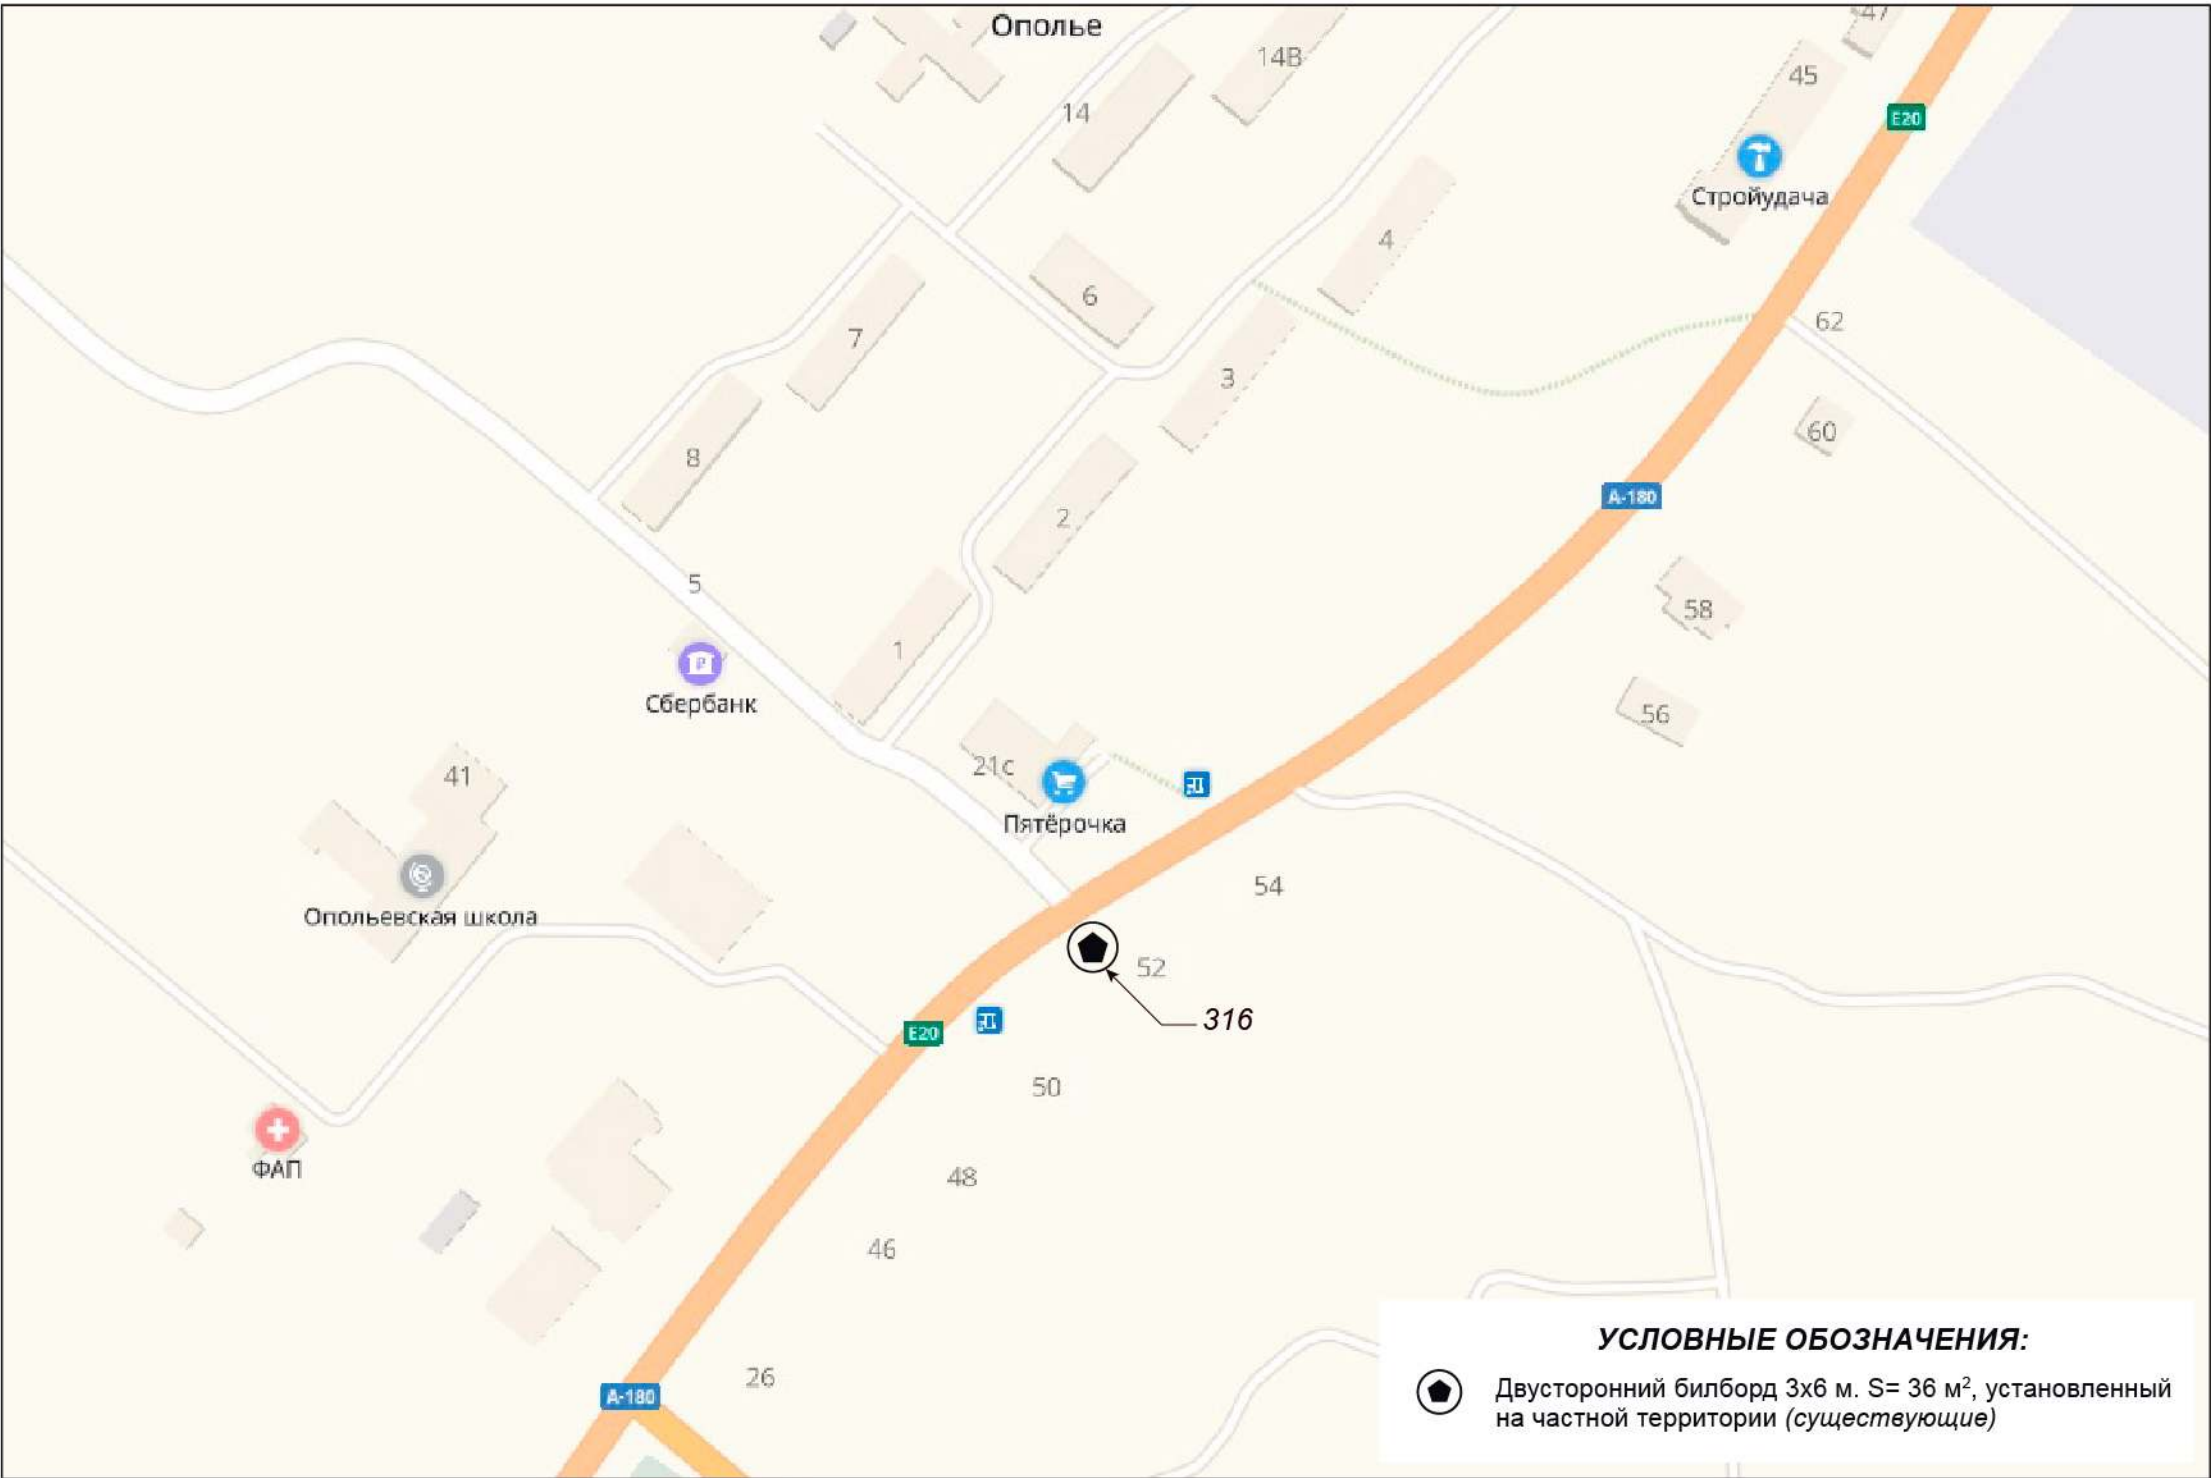 Ополье
47
14В
45
E20
14
Стройудача
4
6
62
7
3
60
8
A-180
2
5
58
1
Сбербанк
56
21с
41
Пятёрочка
54
Опольевская школа
52
316
E20
50
ФАП
48
46
УСЛОВНЫЕ ОБОЗНАЧЕНИЯ:
26
Двусторонний билборд 3х6 м. S= 36 м², установленный
A-180
на частной территории (существующие)